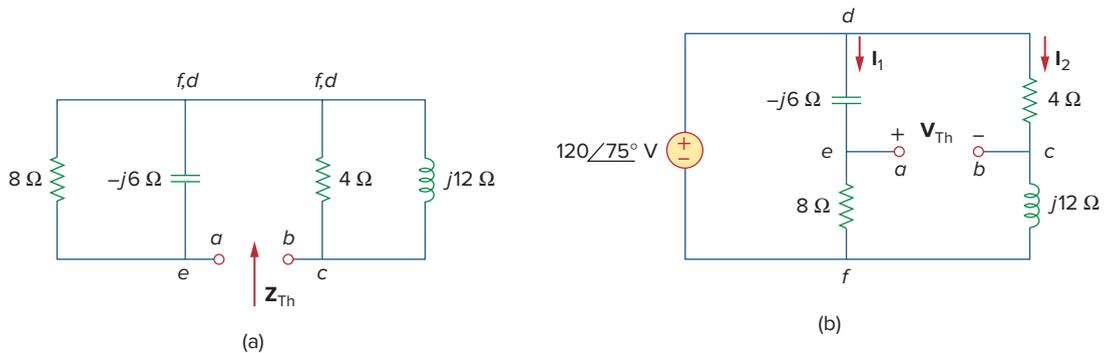 f,d
f,d
8 Ω
–j6 Ω
4 Ω
j12 Ω
a
b
e
c
Z_Th
(a)
d
I_1
I_2
–j6 Ω
4 Ω
120∠75° V
+
–
e
+
V_Th
–
a
b
c
8 Ω
j12 Ω
f
(b)